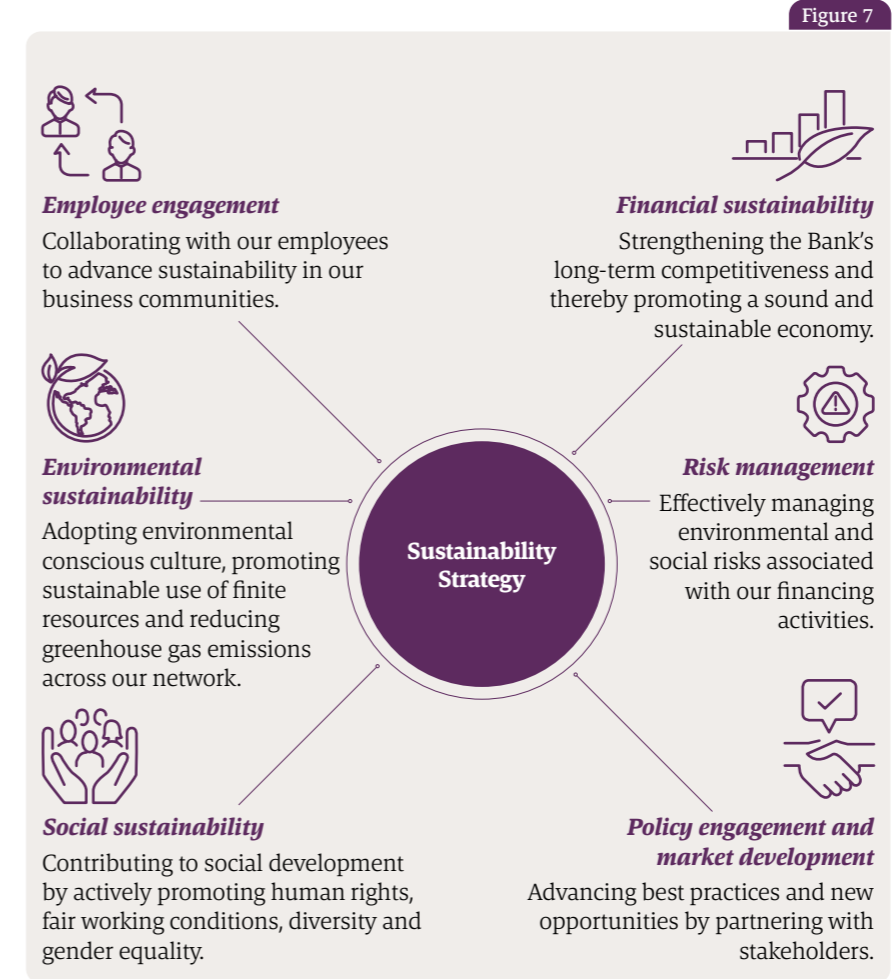 Figure 7
Employee engagement
Collaborating with our employees
to advance sustainability in our
business communities.
Financial sustainability
Strengthening the Bank’s
long-term competitiveness and
thereby promoting a sound and
sustainable economy.
Environmental
sustainability
Adopting environmental
conscious culture, promoting
sustainable use of finite
resources and reducing
greenhouse gas emissions
across our network.
Sustainability
Strategy
Risk management
Effectively managing
environmental and
social risks associated
with our financing
activities.
Social sustainability
Contributing to social development
by actively promoting human rights,
fair working conditions, diversity and
gender equality.
Policy engagement and
market development
Advancing best practices and new
opportunities by partnering with
stakeholders.